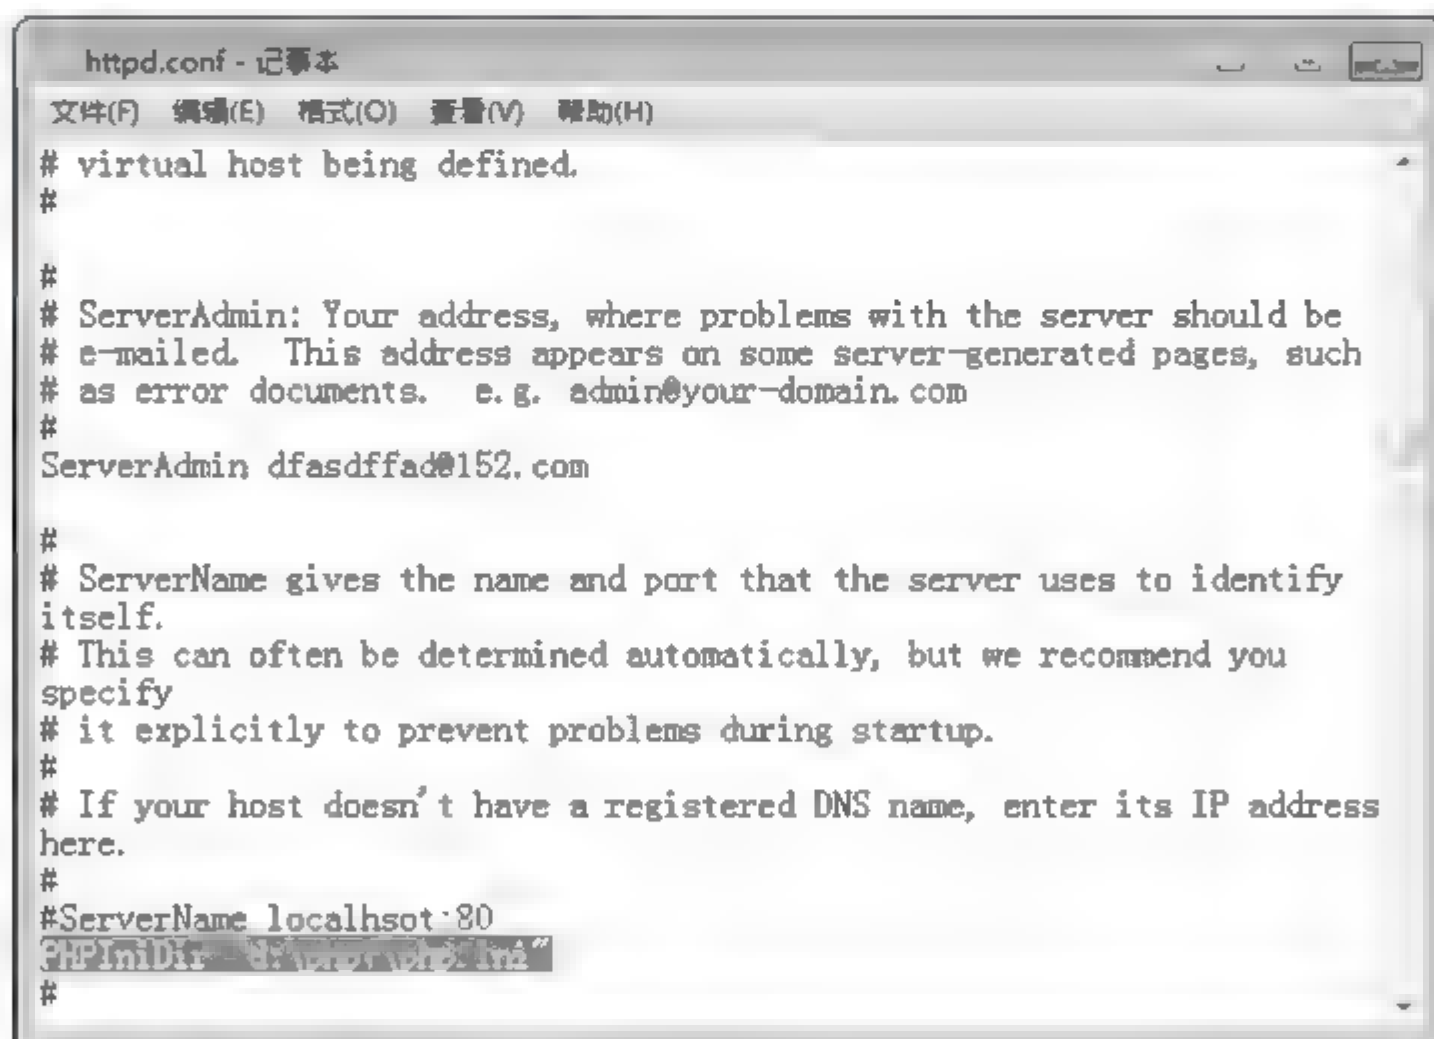 httpd.conf - 记事本
文件(F) 编辑(E) 格式(O) 查看(V) 帮助(H)
# virtual host being defined.
#
#
# ServerAdmin: Your address, where problems with the server should be
# e-mailed.  This address appears on some server-generated pages, such
# as error documents.  e.g. admin@your-domain.com
#
ServerAdmin dfasdffad@152.com
#
# ServerName gives the name and port that the server uses to identify
itself.
# This can often be determined automatically, but we recommend you
specify
# it explicitly to prevent problems during startup.
#
# If your host doesn't have a registered DNS name, enter its IP address
here.
#
#ServerName localhsot:80
PHPIniDir
#